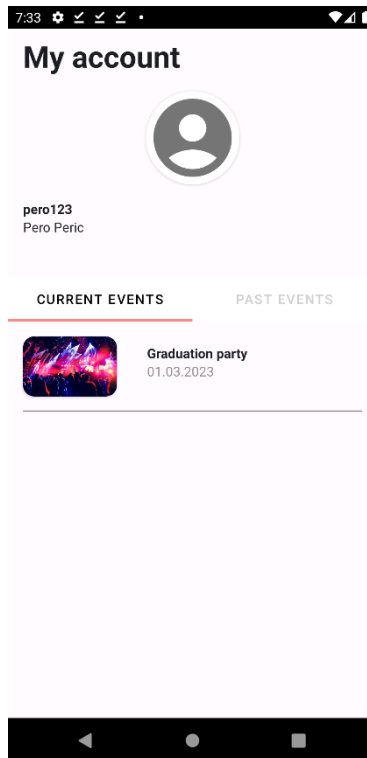 7:33
My account
pero123
Pero Peric
CURRENT EVENTS PAST EVENTS
Graduation party
01.03.2023